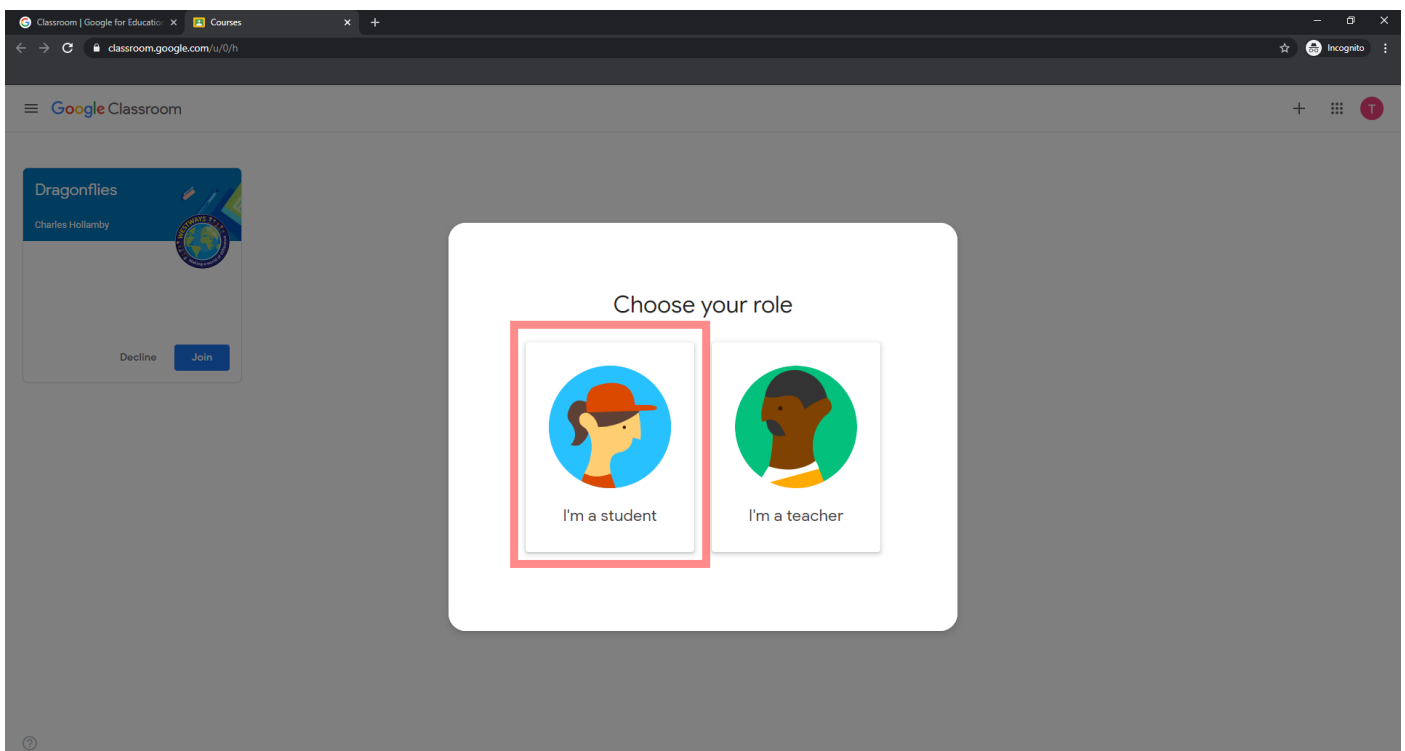 Classroom | Google for Education
Courses
classroom.google.com/u/0/h
Incognito
Google Classroom
T
Dragonflies
Charles Hollamby
WESTWAYS
Decline
Join
Choose your role
I'm a student
I'm a teacher